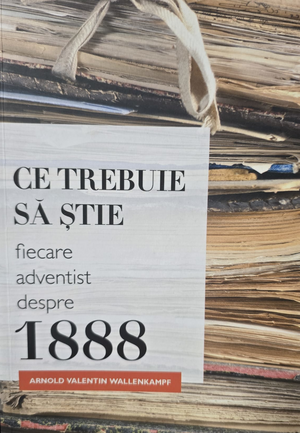 CE TREBUIE
SĂ ȘTIE
fiecare
adventist
despre
1888
ARNOLD VALENTIN WALLENKAMPF